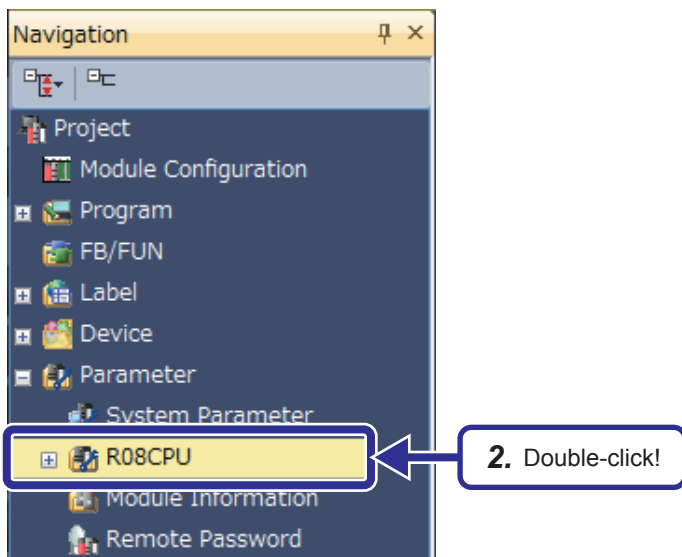 Navigation
Project
Module Configuration
Program
FB/FUN
Label
Device
Parameter
System Parameter
R08CPU
2. Double-click!
Module Information
Remote Password